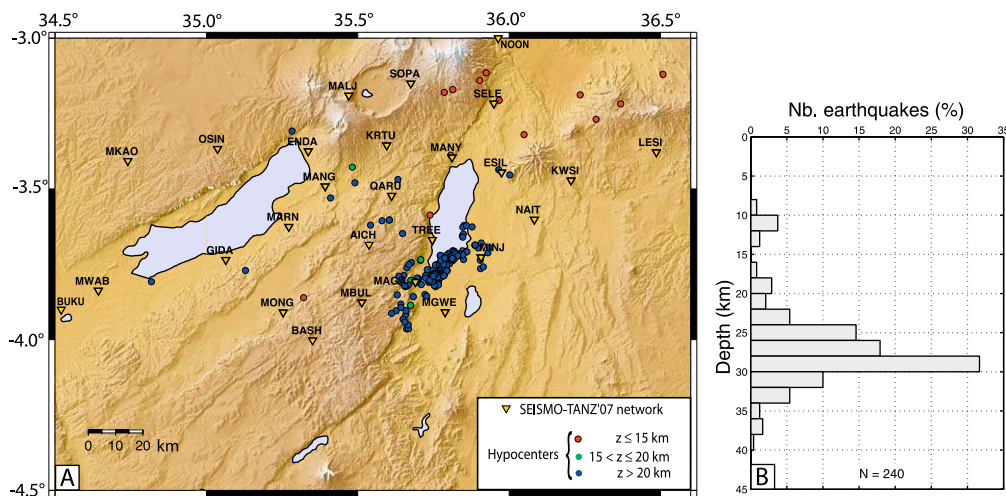 34.5° 35.0° 35.5° 36.0° 36.5°
-3.0°
-3.5°
-4.0°
-4.5°
NOON
SOPA
MALJ
SELE
OSIN
ENDA
KRTU
MANY
LESI
MKAO
ESIL
KWSI
MANG
QARU
MARN
NAIT
AICH
TREE
GIDA
MINJ
MWAB
MAGA
BUKU
MONG
MBUL
MGWE
BASH
0 10 20 km
A
SEISMO-TANZ'07 network
Hypocenters
z ≤ 15 km
15 < z ≤ 20 km
z > 20 km
Nb. earthquakes (%)
0 5 10 15 20 25 30 35
0
5
10
15
20
25
30
35
40
45
Depth (km)
B
N = 240